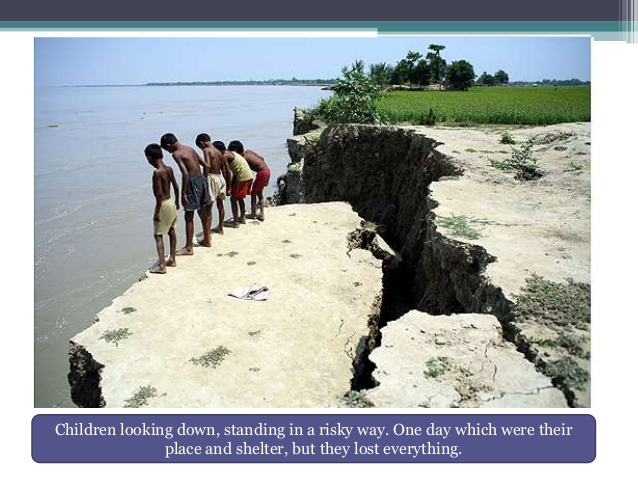 Children looking down, standing in a risky way. One day which were their
place and shelter, but they lost everything.